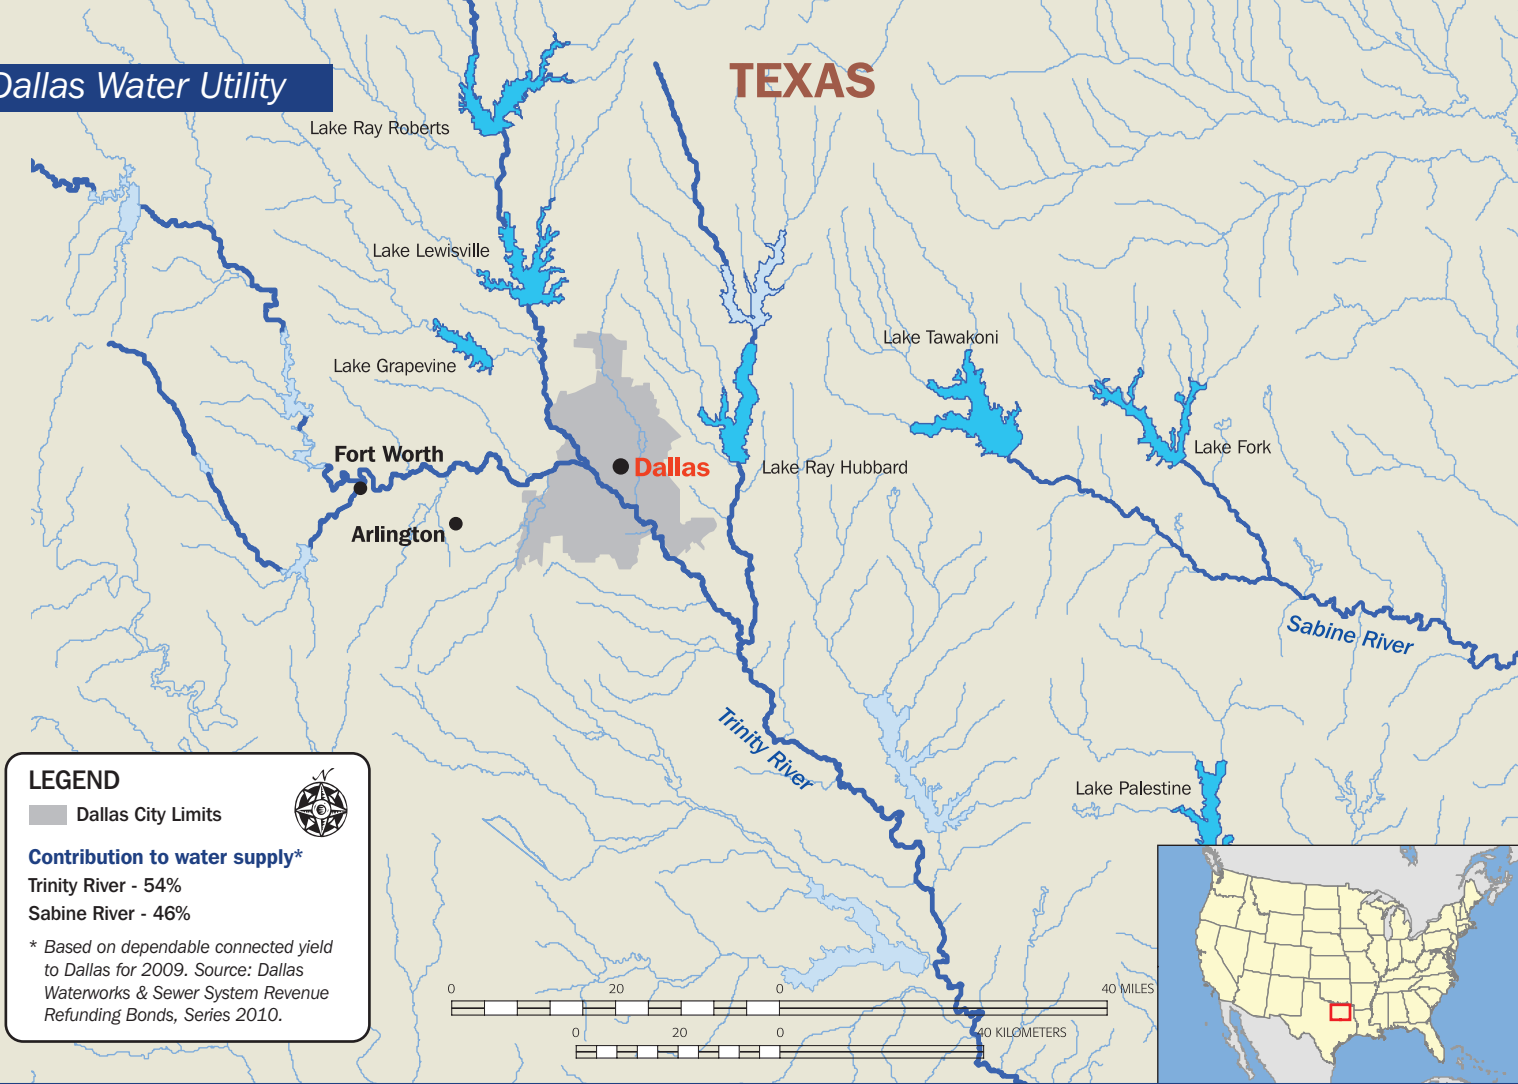 Dallas Water Utility
TEXAS
Lake Ray Roberts
Lake Lewisville
Lake Grapevine
Lake Tawakoni
Lake Fork
Fort Worth
Dallas
Lake Ray Hubbard
Arlington
Sabine River
Trinity River
Lake Palestine
LEGEND
N
Dallas City Limits
Contribution to water supply*
Trinity River - 54%
Sabine River - 46%
* Based on dependable connected yield
to Dallas for 2009. Source: Dallas
Waterworks & Sewer System Revenue
Refunding Bonds, Series 2010.
0 20 0 40 MILES
0 20 0 40 KILOMETERS